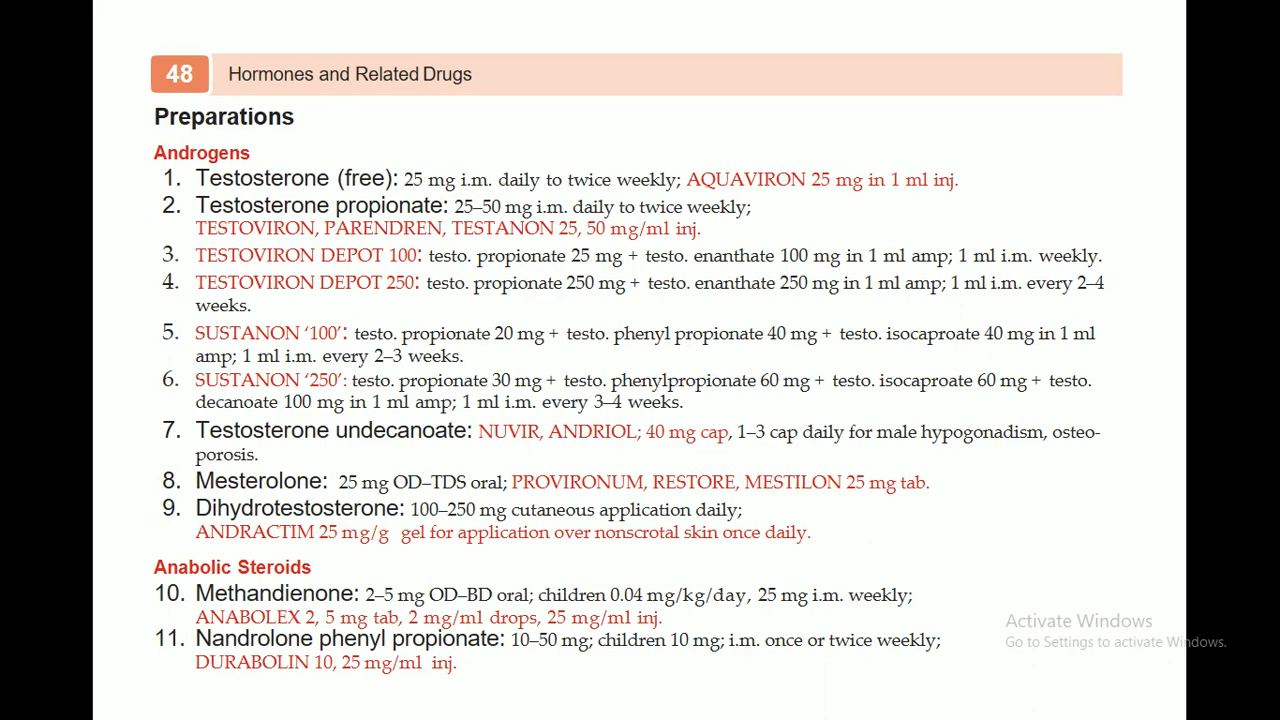 48 Hormones and Related Drugs
Preparations
Androgens
1. Testosterone (free): 25 mg i.m. daily to twice weekly; AQUAVIRON 25 mg in 1 ml inj.
2. Testosterone propionate: 25–50 mg i.m. daily to twice weekly;
TESTOVIRON, PARENDREN, TESTANON 25, 50 mg/ml inj.
3. TESTOVIRON DEPOT 100: testo. propionate 25 mg + testo. enanthate 100 mg in 1 ml amp; 1 ml i.m. weekly.
4. TESTOVIRON DEPOT 250: testo. propionate 250 mg + testo. enanthate 250 mg in 1 ml amp; 1 ml i.m. every 2–4
weeks.
5. SUSTANON ‘100’: testo. propionate 20 mg + testo. phenyl propionate 40 mg + testo. isocaproate 40 mg in 1 ml
amp; 1 ml i.m. every 2–3 weeks.
6. SUSTANON ‘250’: testo. propionate 30 mg + testo. phenylpropionate 60 mg + testo. isocaproate 60 mg + testo.
decanoate 100 mg in 1 ml amp; 1 ml i.m. every 3–4 weeks.
7. Testosterone undecanoate: NUVIR, ANDRIOL; 40 mg cap, 1–3 cap daily for male hypogonadism, osteo-
porosis.
8. Mesterolone: 25 mg OD–TDS oral; PROVIRONUM, RESTORE, MESTILON 25 mg tab.
9. Dihydrotestosterone: 100–250 mg cutaneous application daily;
ANDRACTIM 25 mg/g gel for application over nonscrotal skin once daily.
Anabolic Steroids
10. Methandienone: 2–5 mg OD–BD oral; children 0.04 mg/kg/day, 25 mg i.m. weekly;
ANABOLEX 2, 5 mg tab, 2 mg/ml drops, 25 mg/ml inj.
11. Nandrolone phenyl propionate: 10–50 mg; children 10 mg; i.m. once or twice weekly;
DURABOLIN 10, 25 mg/ml inj.
Activate Windows
Go to Settings to activate Windows.